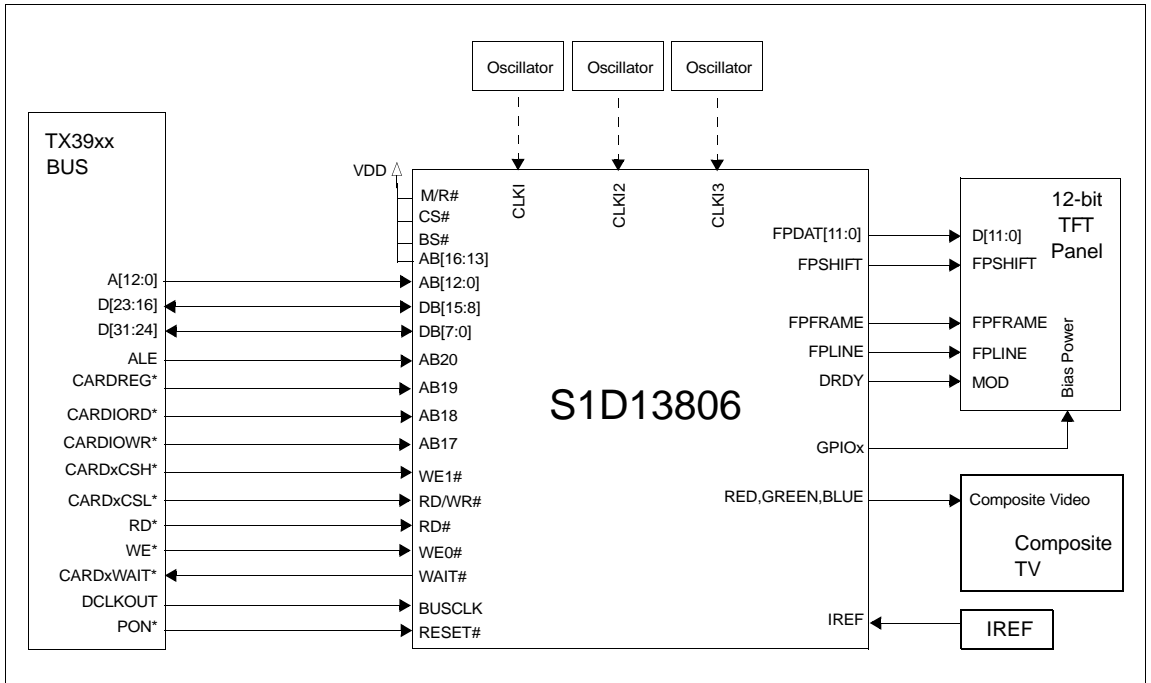 Oscillator
Oscillator
Oscillator
TX39xx
BUS
VDD
CLKI
CLKI2
CLKI3
M/R#
CS#
BS#
AB[16:13]
A[12:0]
AB[12:0]
D[23:16]
DB[15:8]
D[31:24]
DB[7:0]
ALE
AB20
CARDREG*
AB19
CARDIORD*
AB18
CARDIOWR*
AB17
CARDxCSH*
WE1#
CARDxCSL*
RD/WR#
RD*
RD#
WE*
WE0#
CARDxWAIT*
WAIT#
DCLKOUT
BUSCLK
PON*
RESET#
S1D13806
FPDAT[11:0]
FPSHIFT
FPFRAME
FPLINE
DRDY
GPIOx
RED,GREEN,BLUE
IREF
12-bit
TFT
Panel
D[11:0]
FPSHIFT
FPFRAME
FPLINE
MOD
Bias Power
Composite Video
Composite
TV
IREF